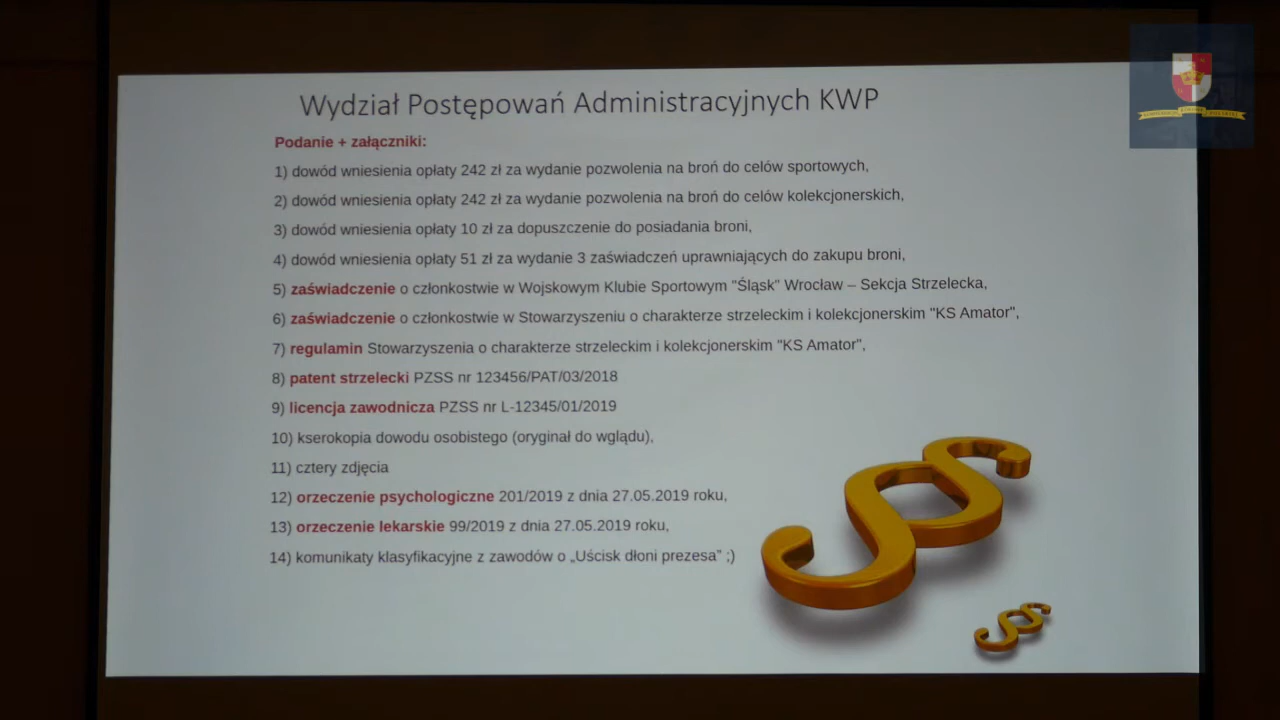 Wydział Postępowań Administracyjnych KWP
Podanie + załączniki:
1) dowód wniesienia opłaty 242 zł za wydanie pozwolenia na broń do celów sportowych,
2) dowód wniesienia opłaty 242 zł za wydanie pozwolenia na broń do celów kolekcjonerskich,
3) dowód wniesienia opłaty 10 zł za dopuszczenie do posiadania broni,
4) dowód wniesienia opłaty 51 zł za wydanie 3 zaświadczeń uprawniających do zakupu broni,
5) zaświadczenie o członkostwie w Wojskowym Klubie Sportowym "Śląsk" Wrocław – Sekcja Strzelecka,
6) zaświadczenie o członkostwie w Stowarzyszeniu o charakterze strzeleckim i kolekcjonerskim "KS Amator",
7) regulamin Stowarzyszenia o charakterze strzeleckim i kolekcjonerskim "KS Amator",
8) patent strzelecki PZSS nr 123456/PAT/03/2018
9) licencja zawodnicza PZSS nr L-12345/01/2019
10) kserokopia dowodu osobistego (oryginał do wglądu),
11) cztery zdjęcia
12) orzeczenie psychologiczne 201/2019 z dnia 27.05.2019 roku,
13) orzeczenie lekarskie 99/2019 z dnia 27.05.2019 roku,
14) komunikaty klasyfikacyjne z zawodów o „Uścisk dłoni prezesa” ;)